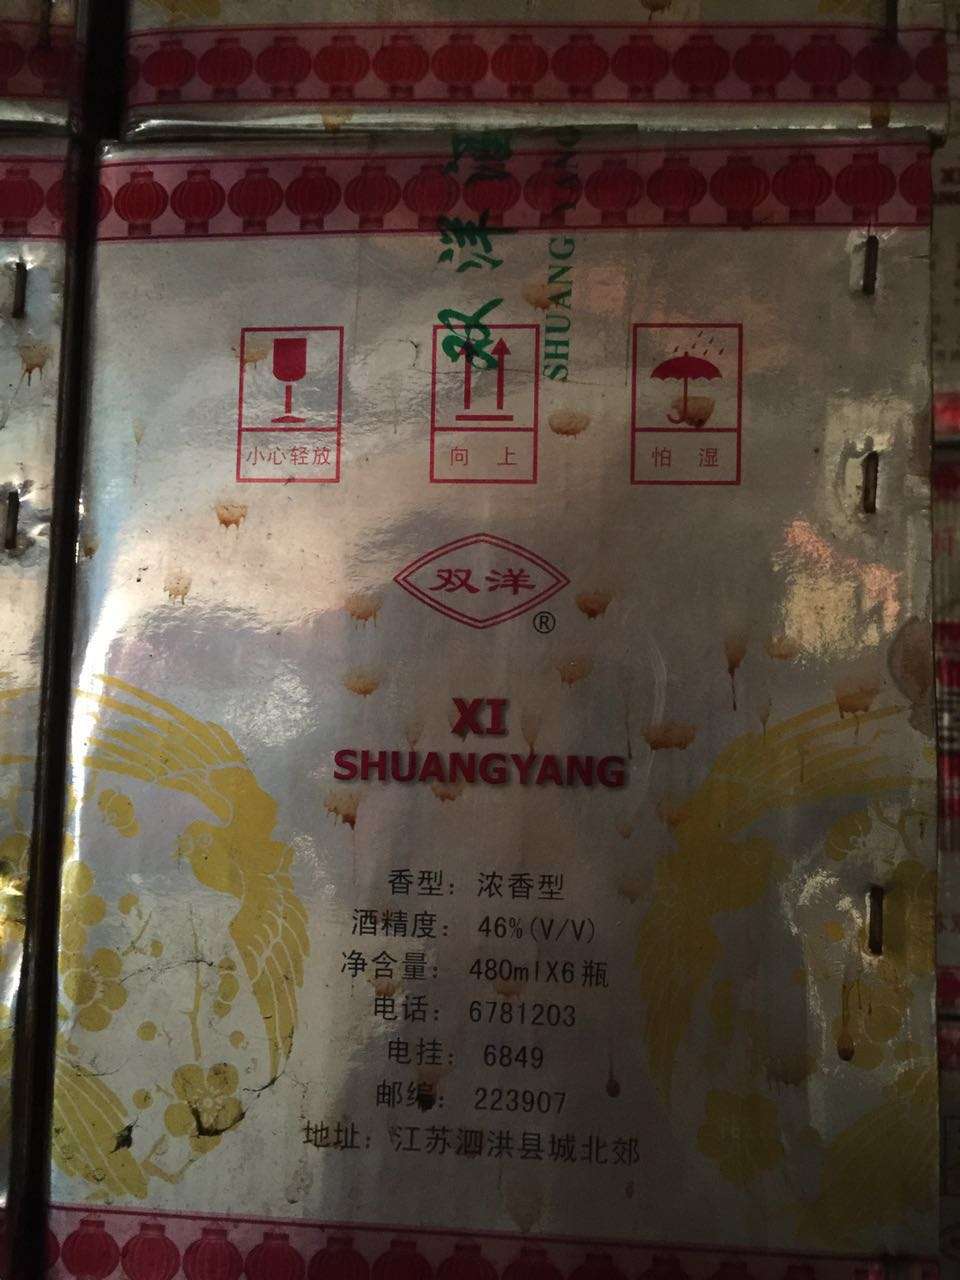 双洋酒
SHUANGYANG
小心轻放
向上
怕湿
双洋
®
XI
SHUANGYANG
香型：浓香型
酒精度：46%(V/V)
净含量：480mlX6瓶
电话：6781203
电挂：6849
邮编：223907
地址：江苏泗洪县城北郊